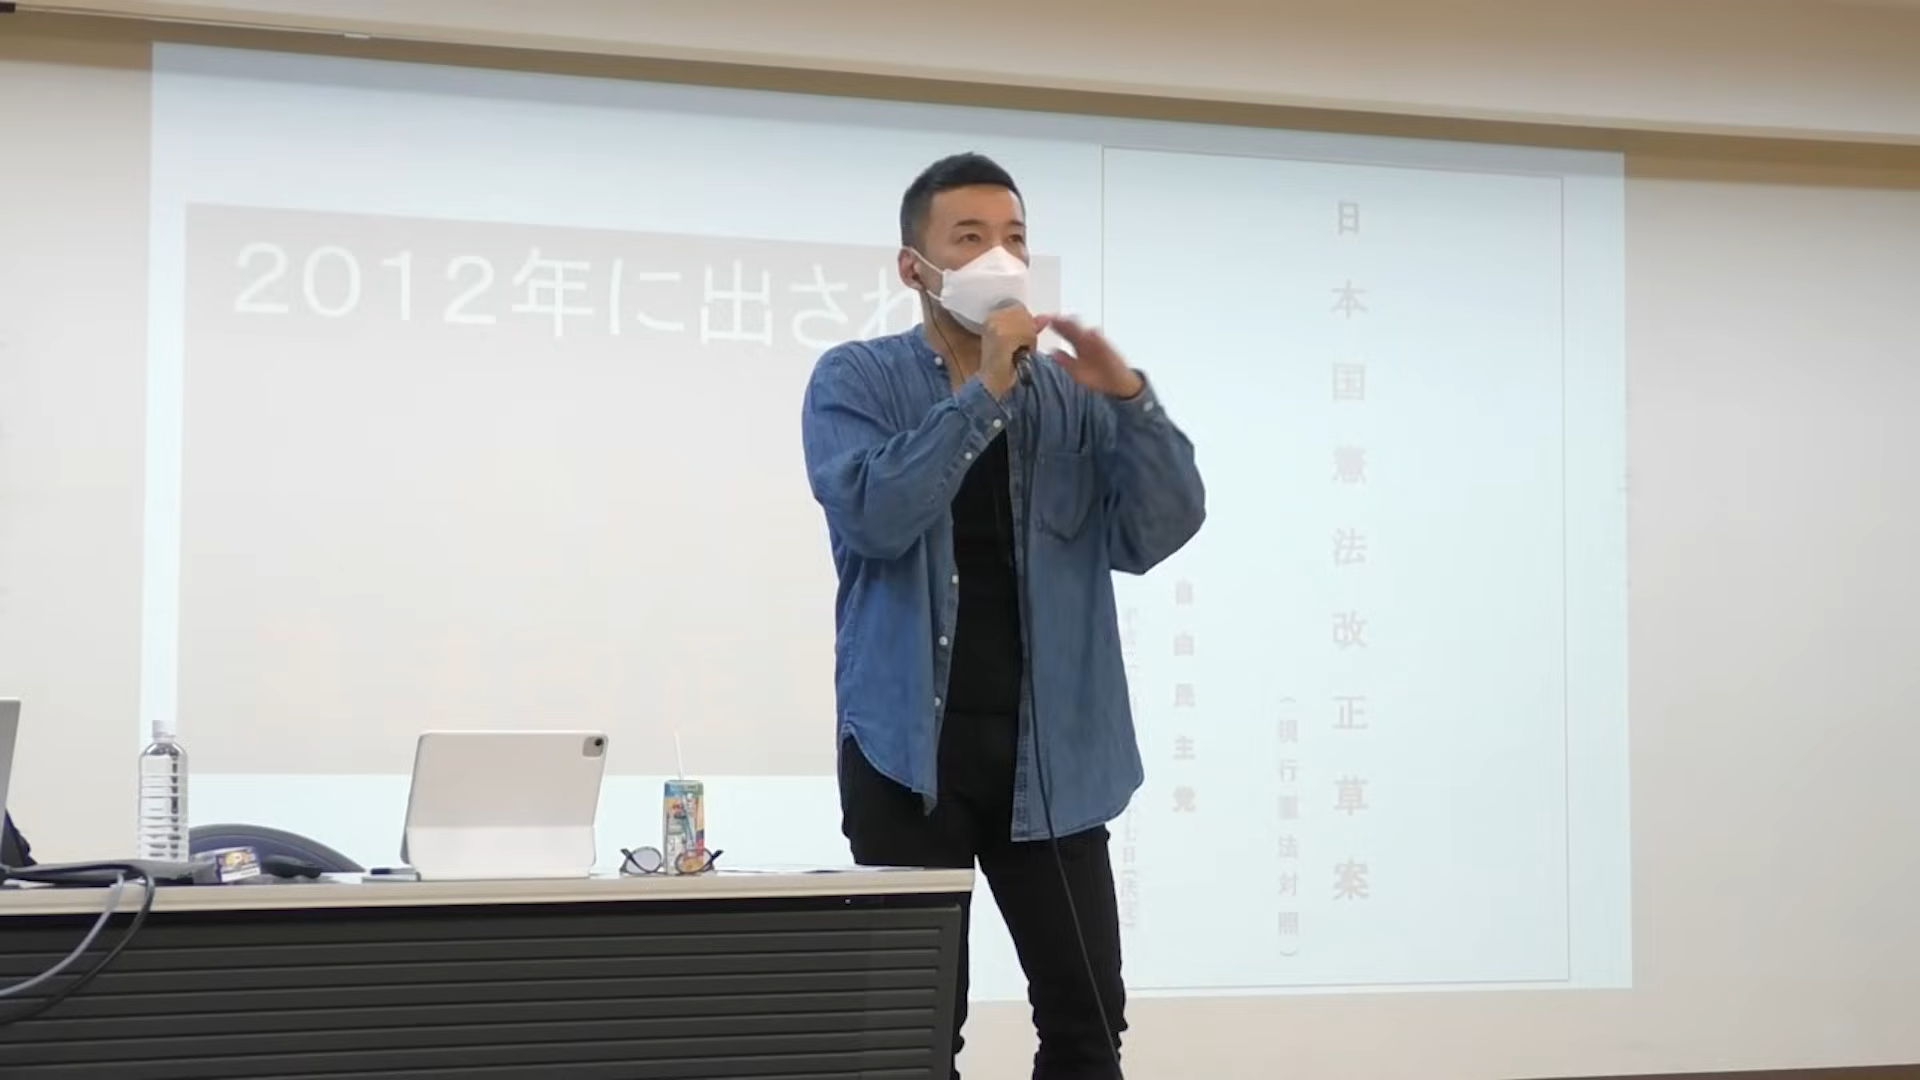 2012年に出され
日本国憲法改正草案
（現行憲法対照）
自由民主党